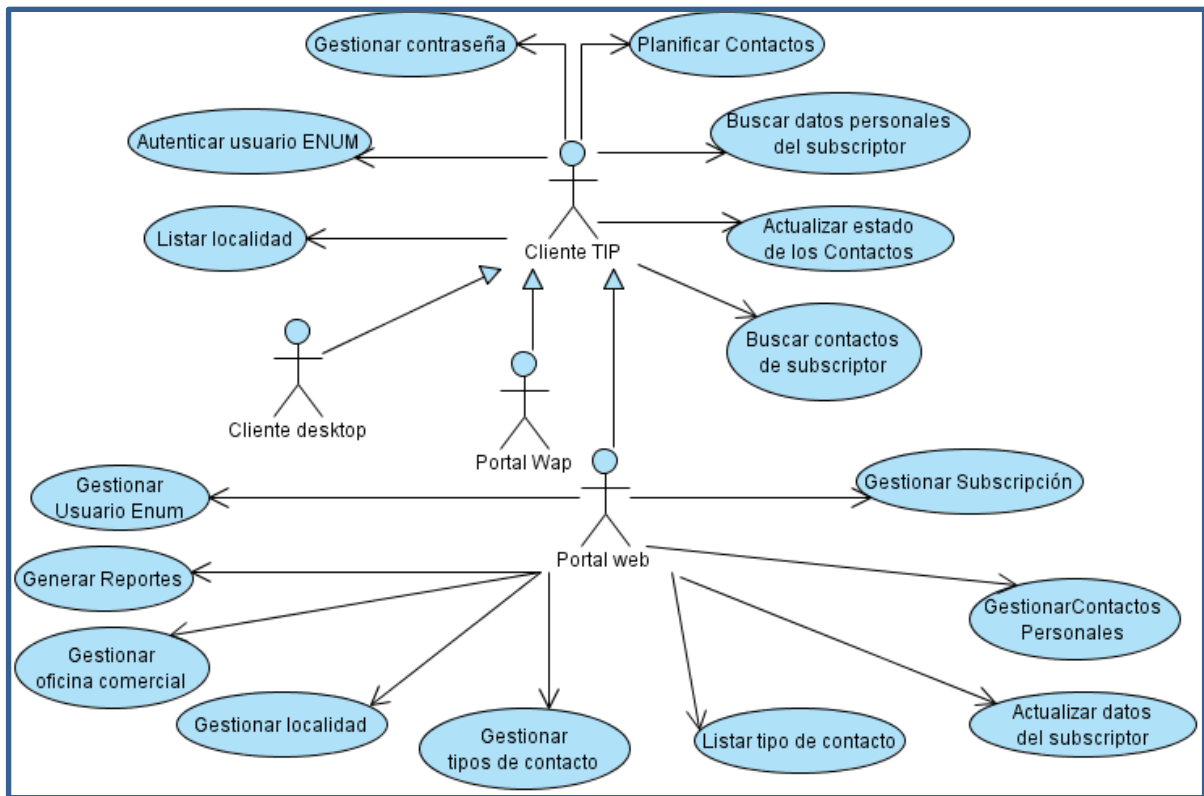 Gestionar contraseña
Planificar Contactos
Autenticar usuario ENUM
Buscar datos personales
del subscriptor
Listar localidad
Cliente TIP
Actualizar estado
de los Contactos
Buscar contactos
de subscriptor
Cliente desktop
Portal Wap
Gestionar
Usuario Enum
Gestionar Subscripción
Portal web
Generar Reportes
GestionarContactos
Personales
Gestionar
oficina comercial
Gestionar localidad
Gestionar
tipos de contacto
Listar tipo de contacto
Actualizar datos
del subscriptor